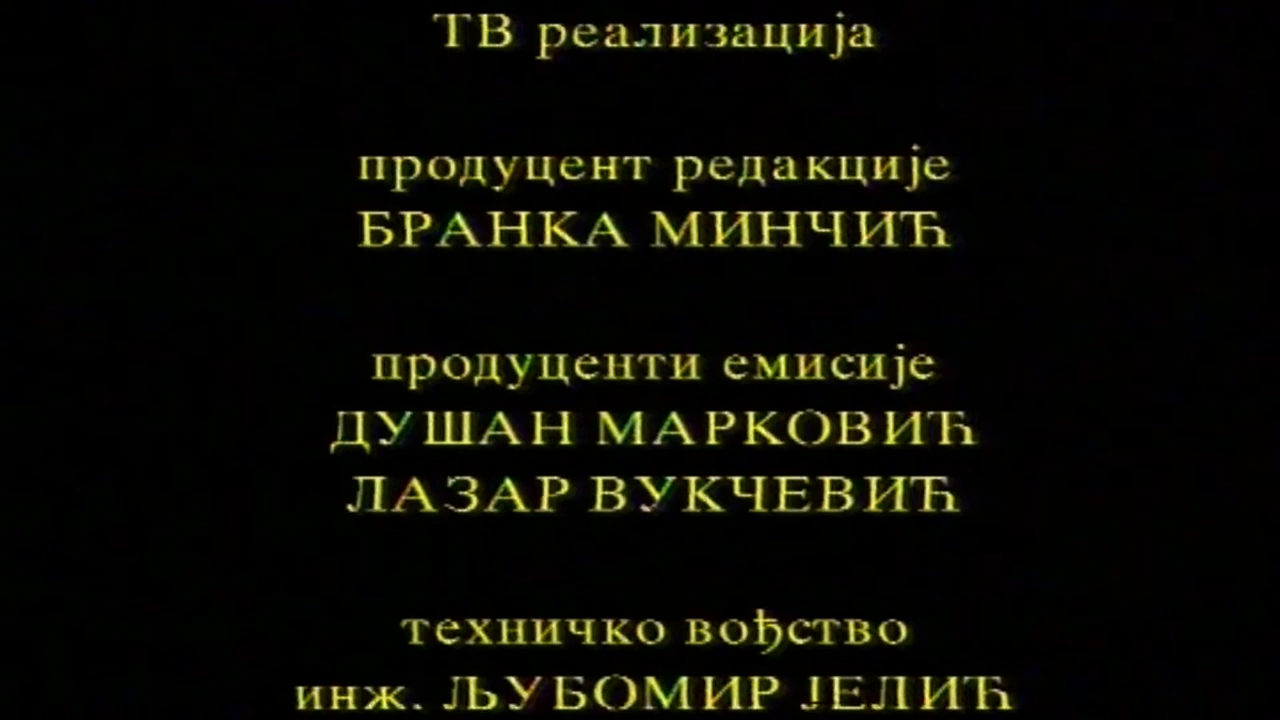 ТВ реализација
продуцент редакције
БРАНКА МИНЧИЋ
продуценти емисије
ДУШАН МАРКОВИЋ
ЛАЗАР ВУКЧЕВИЋ
техничко вођство
инж. ЉУБОМИР ЈЕЛИЋ